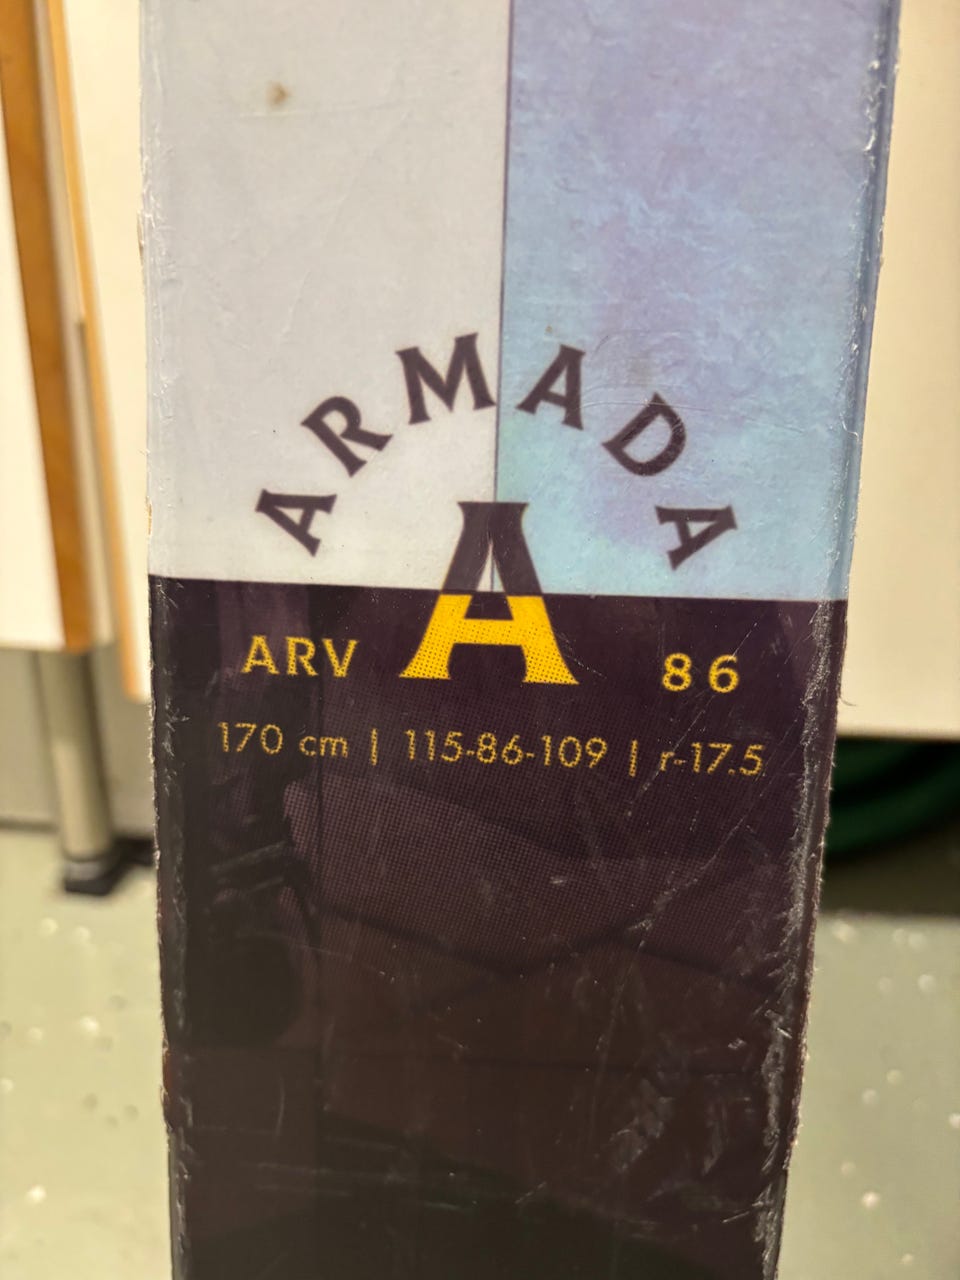 ARMADA
A
ARV 86
170 cm | 115-86-109 | r-17.5